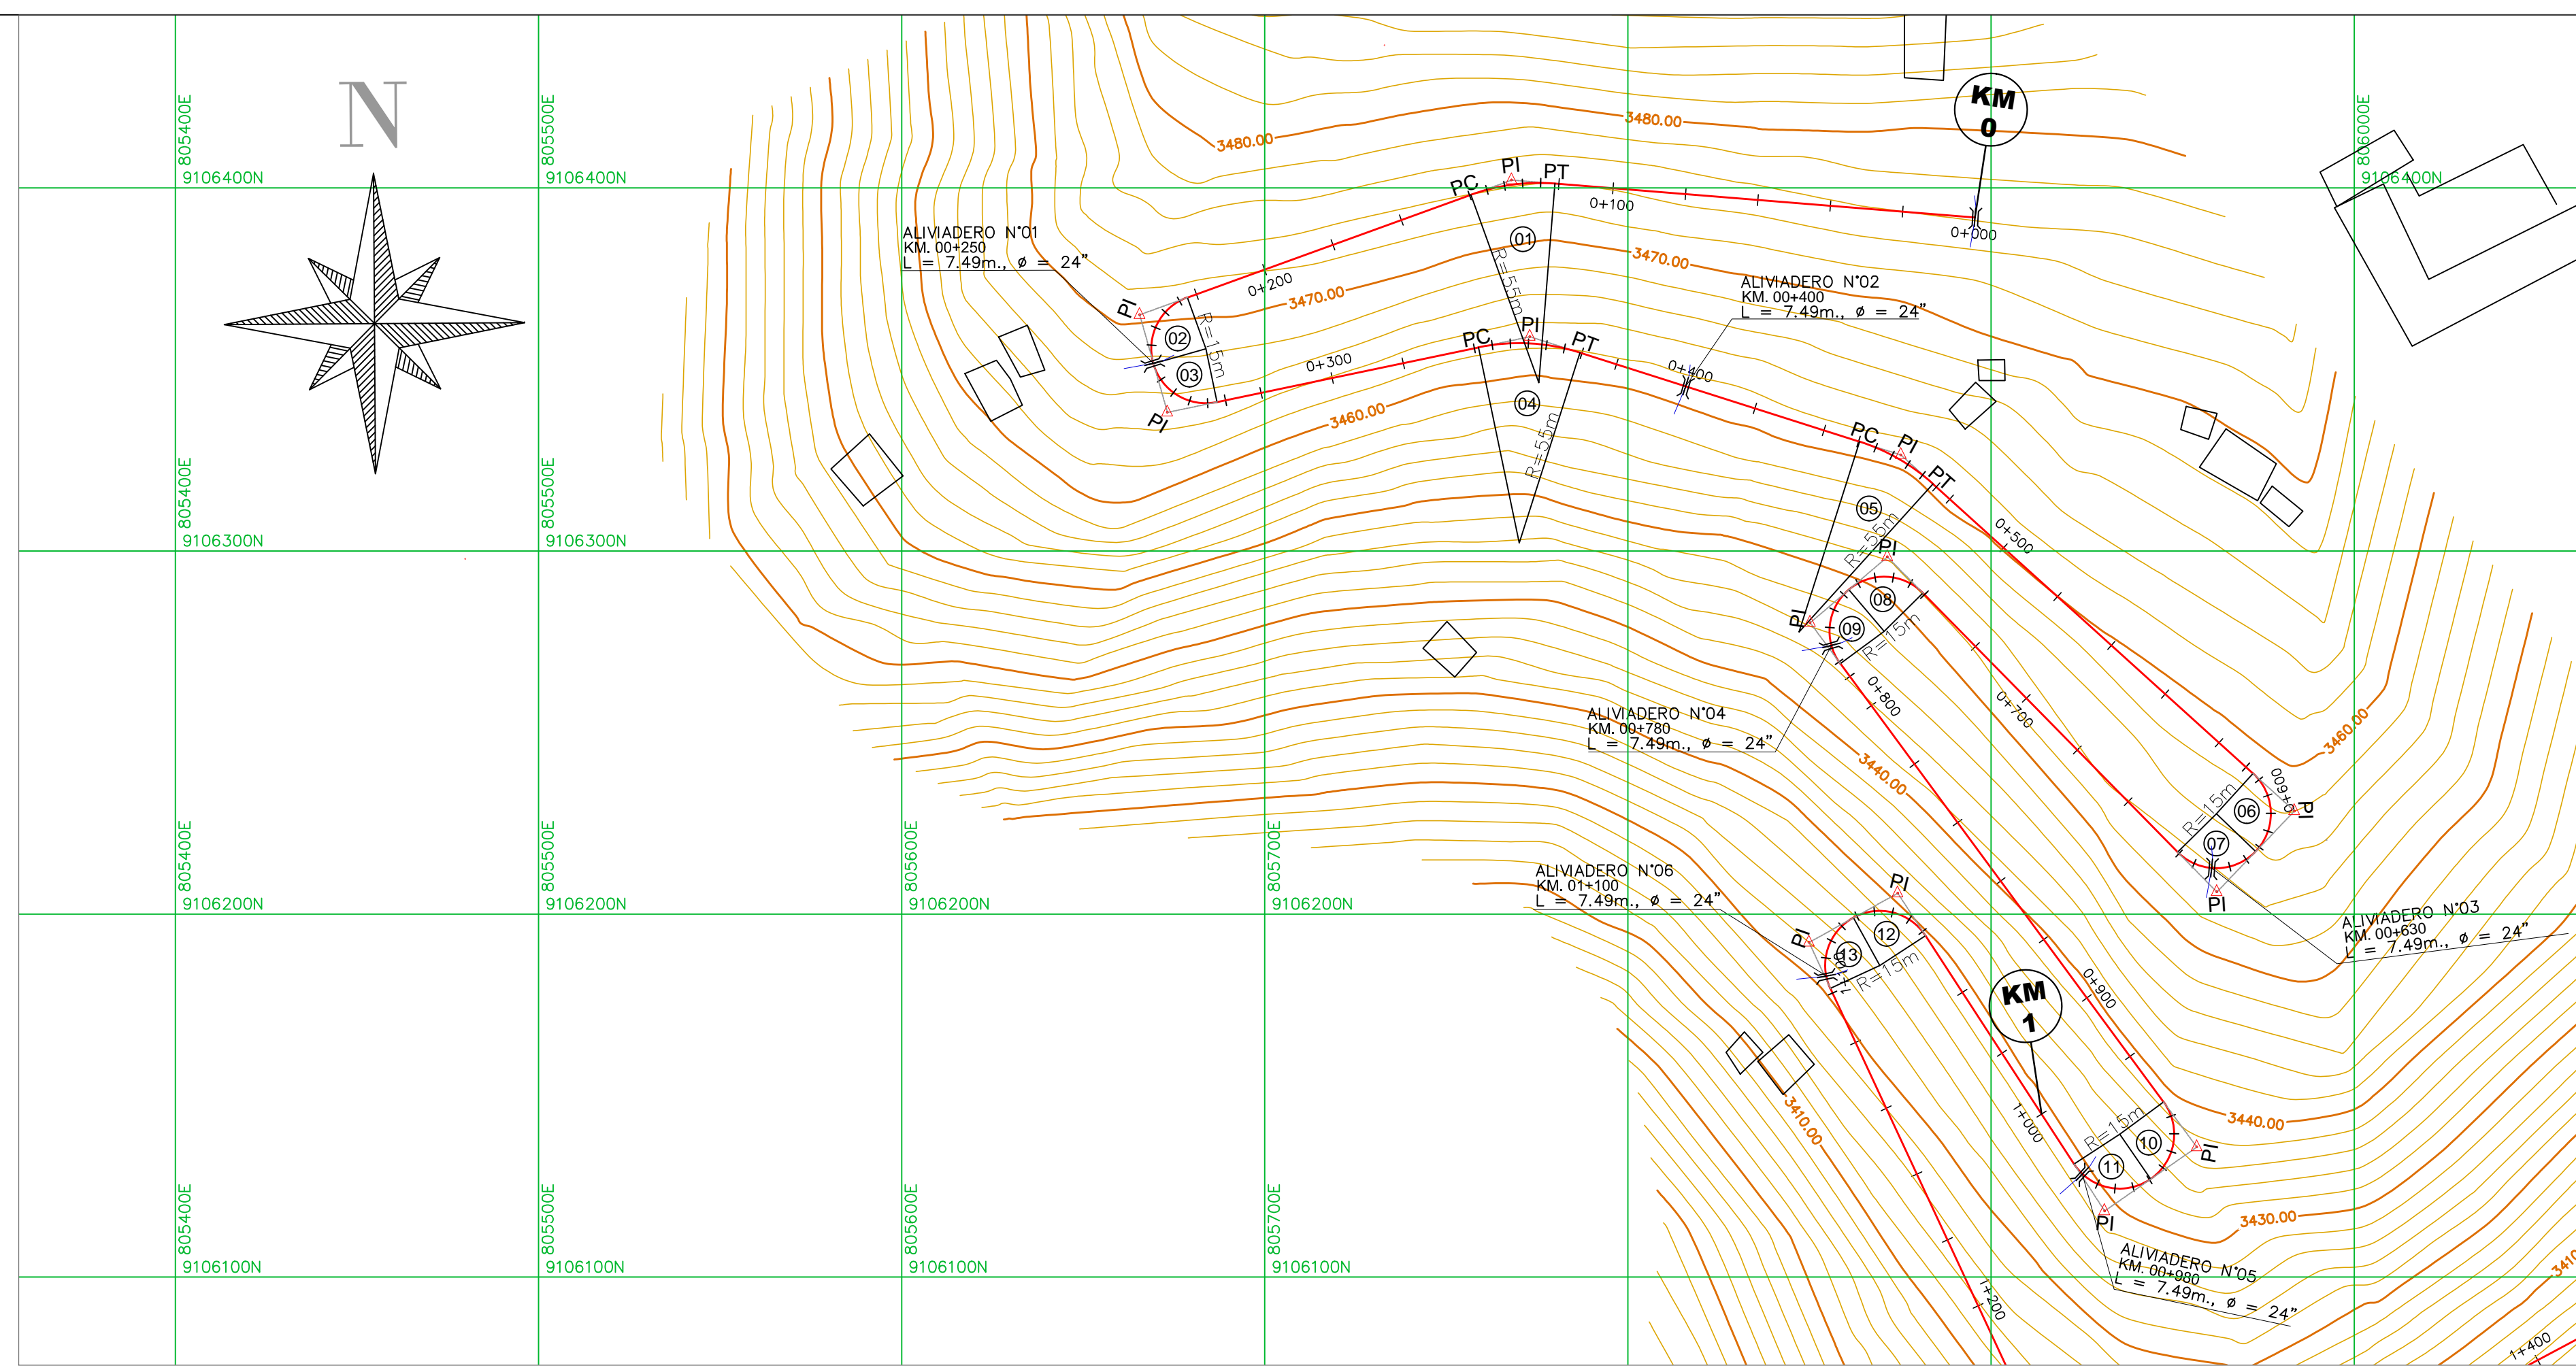 N
805400E
805500E
806000E
9106400N
9106400N
9106400N
KM
0
3480.00
3480.00
PC
PI
PT
0+100
0+000
ALIVIADERO N°01
KM. 00+250
L = 7.49m., ø = 24"
01
R=55m
3470.00
0+200
3470.00
ALIVIADERO N°02
KM. 00+400
L = 7.49m., ø = 24"
PI
02
R=15m
03
PI
0+300
PC
PI
PT
0+400
04
R=55m
3460.00
PC
PI
PT
05
R=55m
0+500
805400E
805500E
9106300N
9106300N
PI
08
PI
09
R=15m
0+800
0+700
ALIVIADERO N°04
KM. 00+780
L = 7.49m., ø = 24"
3440.00
3460.00
0+600
PI
R=15m
06
07
PI
805400E
805500E
805600E
805700E
9106200N
9106200N
9106200N
9106200N
ALIVIADERO N°06
KM. 01+100
L = 7.49m., ø = 24"
ALIVIADERO N°03
KM. 00+630
L = 7.49m., ø = 24"
PI
PI
12
13
R=15m
KM
1
0+900
3410.00
1+000
R=15m
10
11
PI
PI
3440.00
3430.00
805400E
805500E
805600E
805700E
9106100N
9106100N
9106100N
9106100N
ALIVIADERO N°05
KM. 00+980
L = 7.49m., ø = 24"
1+200
1+400